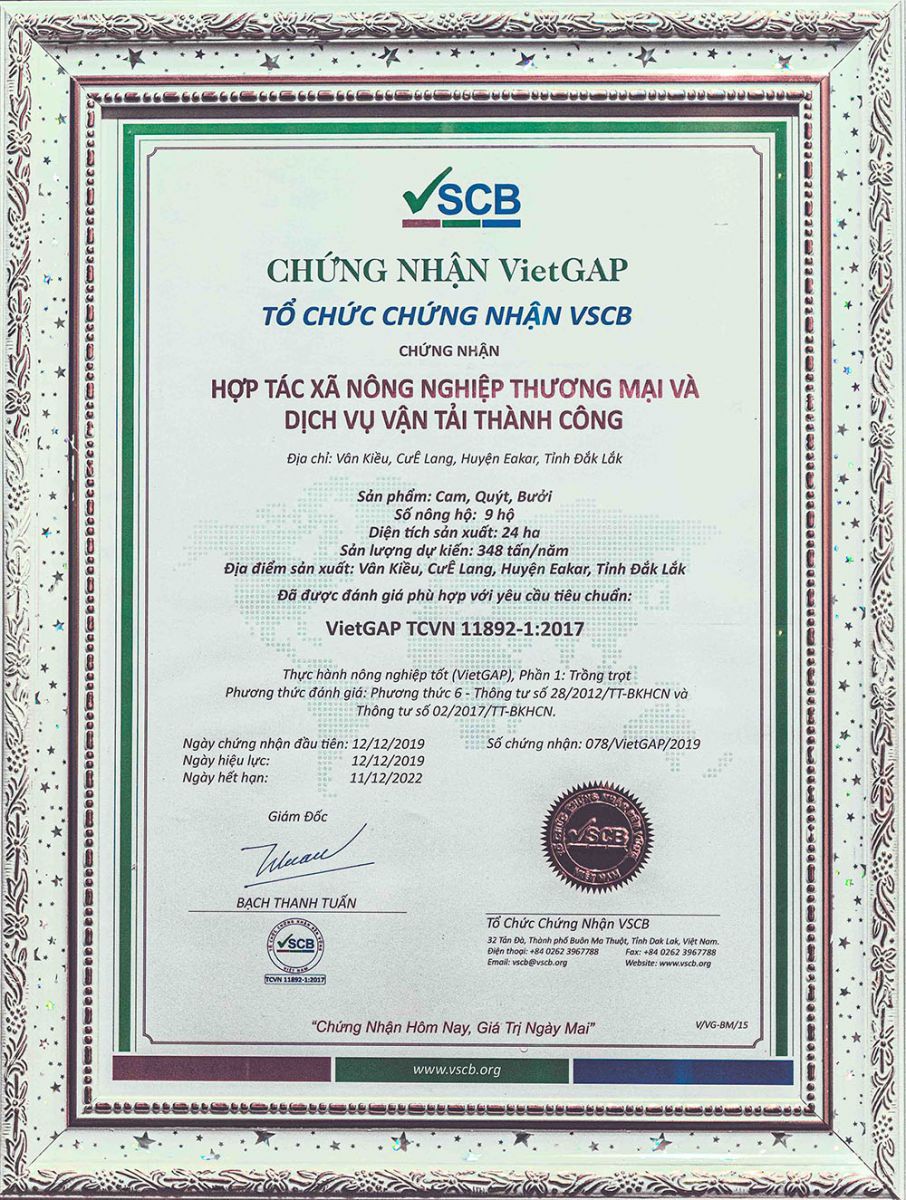 VSCB
CHỨNG NHẬN VietGAP
TỔ CHỨC CHỨNG NHẬN VSCB
CHỨNG NHẬN
HỢP TÁC XÃ NÔNG NGHIỆP THƯƠNG MẠI VÀ
DỊCH VỤ VẬN TẢI THÀNH CÔNG
Địa chỉ: Vân Kiều, CưÊ Lang, Huyện Eakar, Tỉnh Đắk Lắk
Sản phẩm: Cam, Quýt, Bưởi
Số nông hộ: 9 hộ
Diện tích sản xuất: 24 ha
Sản lượng dự kiến: 348 tấn/năm
Địa điểm sản xuất: Vân Kiều, CưÊ Lang, Huyện Eakar, Tỉnh Đắk Lắk
Đã được đánh giá phù hợp với yêu cầu tiêu chuẩn:
VietGAP TCVN 11892-1:2017
Thực hành nông nghiệp tốt (VietGAP), Phần 1: Trồng trọt
Phương thức đánh giá: Phương thức 6 - Thông tư số 28/2012/TT-BKHCN và
Thông tư số 02/2017/TT-BKHCN.
Ngày chứng nhận đầu tiên: 12/12/2019
Số chứng nhận: 078/VietGAP/2019
Ngày hiệu lực: 12/12/2019
Ngày hết hạn: 11/12/2022
Giám Đốc
VSCB
VIỆT NAM
BẠCH THANH TUẤN
VSCB
VIỆT NAM
TCVN 11892-1:2017
Tổ Chức Chứng Nhận VSCB
32 Tản Đà, Thành phố Buôn Ma Thuột, Tỉnh Dak Lak, Việt Nam.
Điện thoại: +84 0262 3967788 Fax: +84 0262 3967788
Email: vscb@vscb.org Website: www.vscb.org
"Chứng Nhận Hôm Nay, Giá Trị Ngày Mai"
V/VG-BM/15
www.vscb.org